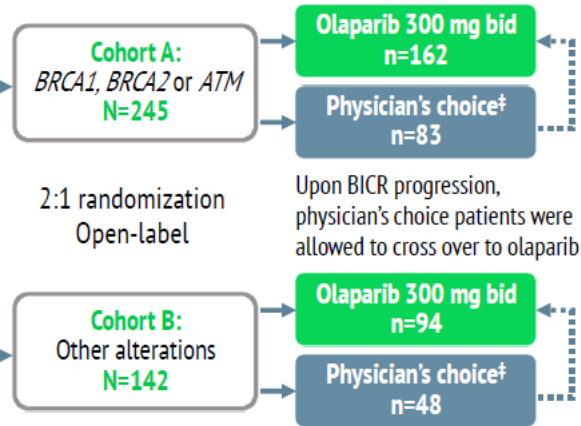 Cohort A:
BRCA1, BRCA2 or ATM
N=245
Olaparib 300 mg bid
n=162
Physician's choice‡
n=83
2:1 randomization
Open-label
Upon BICR progression,
physician's choice patients were
allowed to cross over to olaparib
Cohort B:
Other alterations
N=142
Olaparib 300 mg bid
n=94
Physician's choice‡
n=48